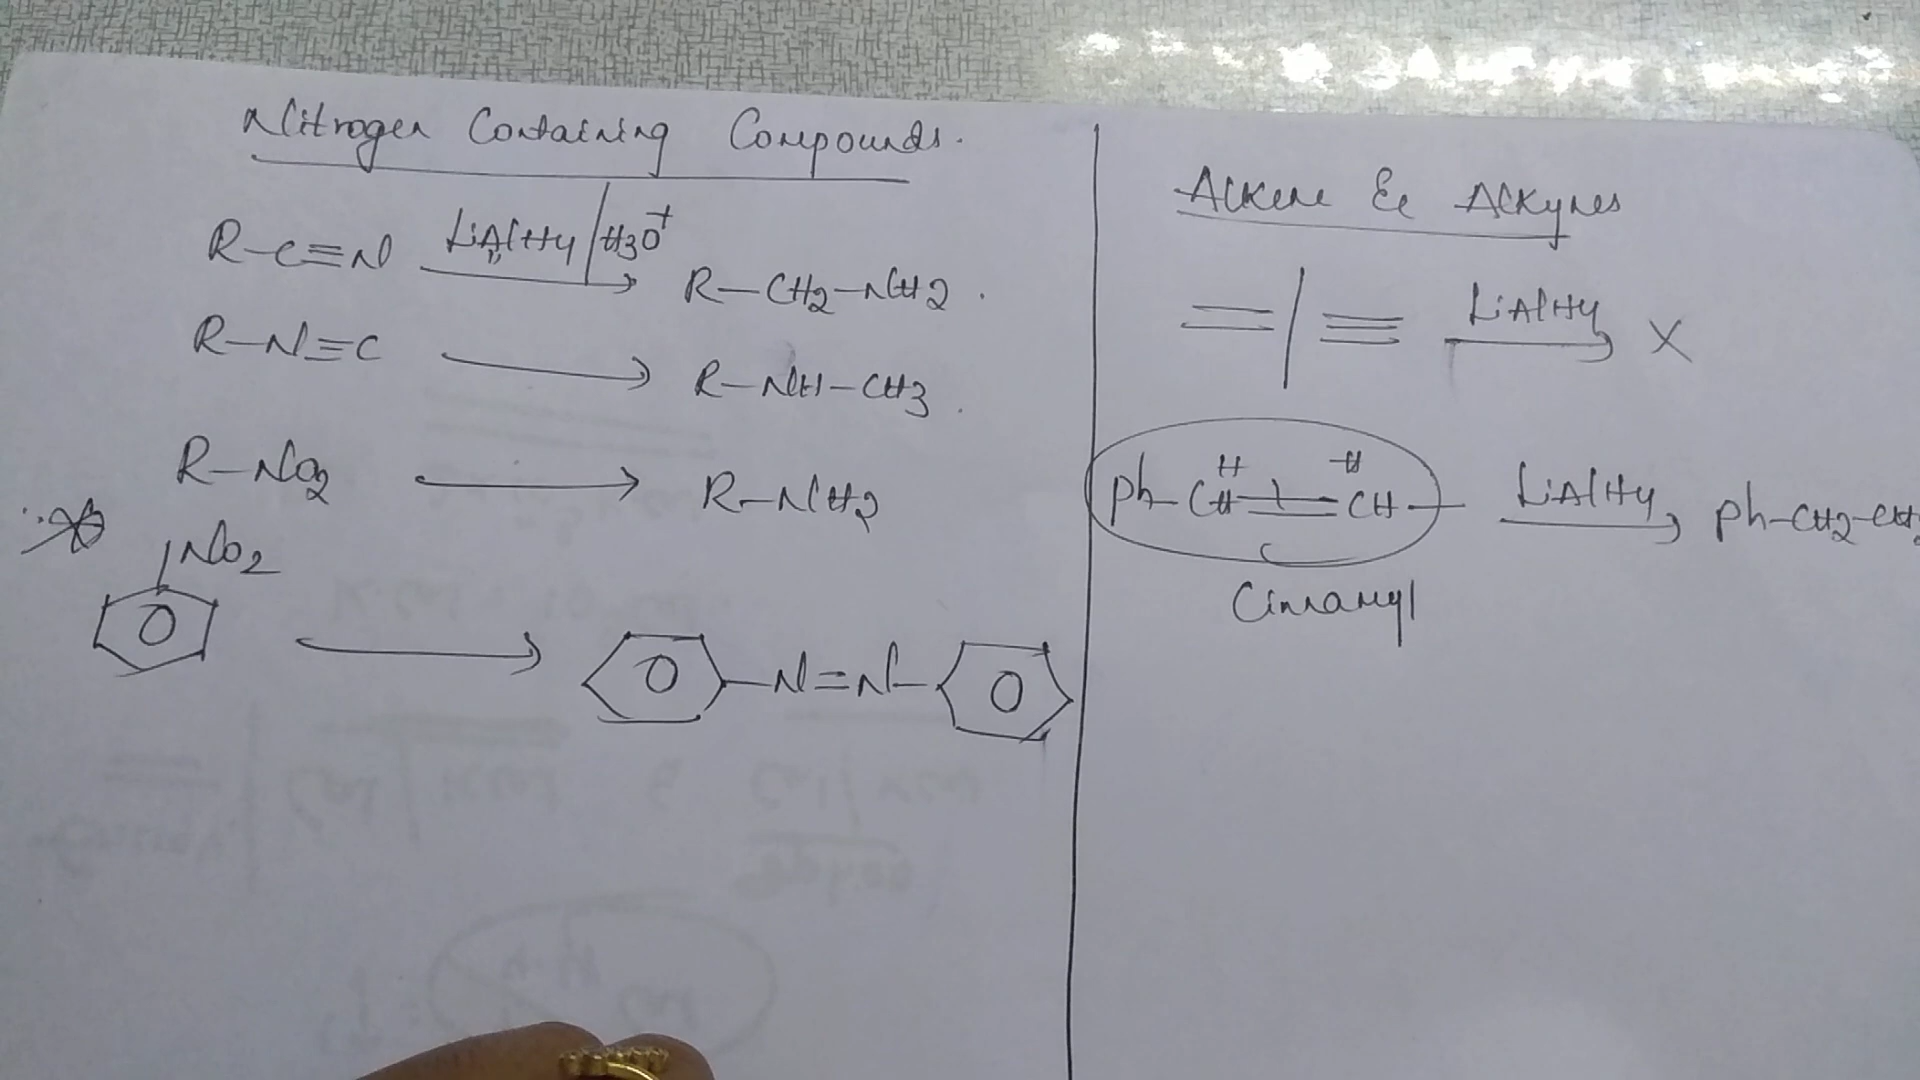 Nitrogen Containing Compounds.
R-C≡N LiAlH4/H3O+ → R-CH2-NH2.
R-N≡C → R-NH-CH3.
R-NO2 → R-NH2
NO2
→ N=N
Alkene & Alkynes
=/≡ LiAlH4 → X
H H
Ph-CH=CH- LiAlH4 → Ph-CH2-CH2
Cinnamyl